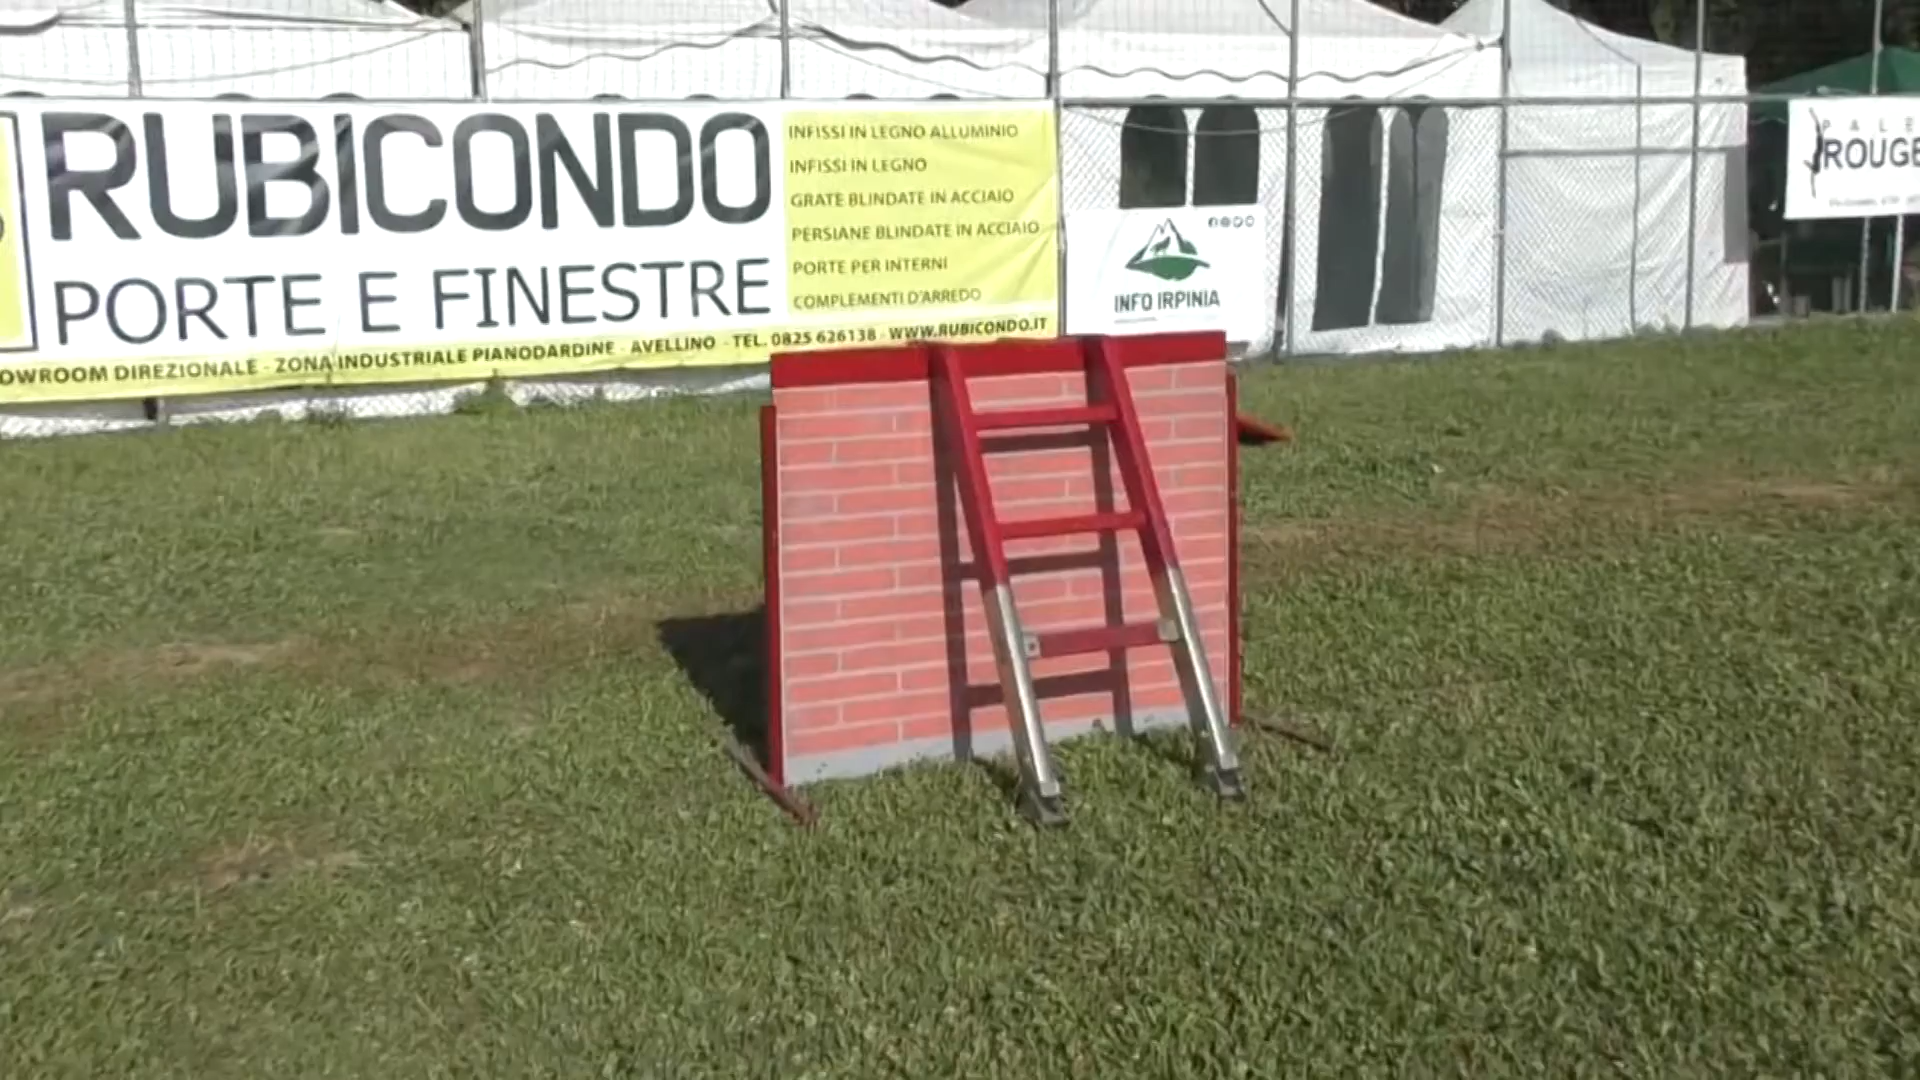 RUBICONDO
PORTE E FINESTRE
INFISSI IN LEGNO ALLUMINIO
INFISSI IN LEGNO
GRATE BLINDATE IN ACCIAIO
PERSIANE BLINDATE IN ACCIAIO
PORTE PER INTERNI
COMPLEMENTI D'ARREDO
OWROOM DIREZIONALE - ZONA INDUSTRIALE PIANODARDINE - AVELLINO - TEL. 0825 626138 - WWW.RUBICONDO.IT
INFO IRPINIA
PALE
ROUGE